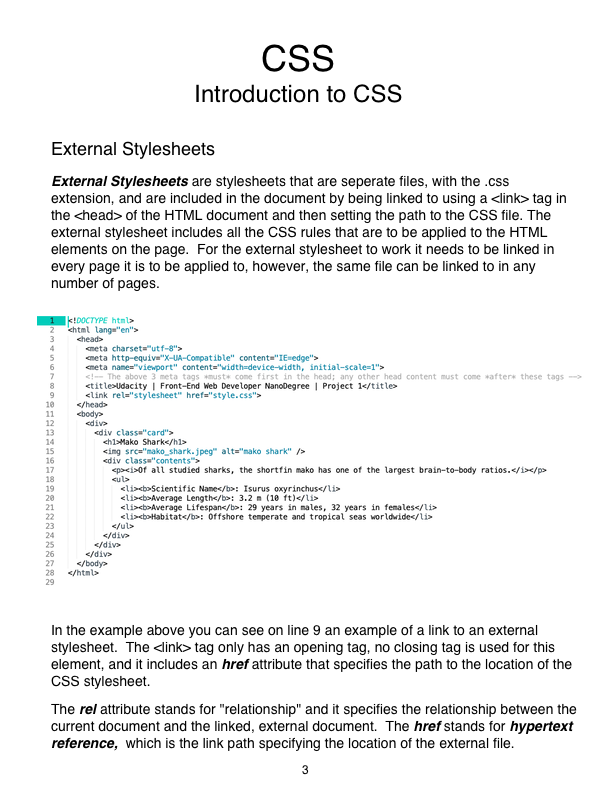 CSS
Introduction to CSS
External Stylesheets
External Stylesheets are stylesheets that are seperate files, with the .css
extension, and are included in the document by being linked to using a <link> tag in
the <head> of the HTML document and then setting the path to the CSS file. The
external stylesheet includes all the CSS rules that are to be applied to the HTML
elements on the page.  For the external stylesheet to work it needs to be linked in
every page it is to be applied to, however, the same file can be linked to in any
number of pages.
1 <!DOCTYPE html>
2 <html lang="en">
3 <head>
4 <meta charset="utf-8">
5 <meta http-equiv="X-UA-Compatible" content="IE=edge">
6 <meta name="viewport" content="width=device-width, initial-scale=1">
7 <!-- The above 3 meta tags *must* come first in the head; any other head content must come *after* these tags -->
8 <title>Udacity | Front-End Web Developer NanoDegree | Project 1</title>
9 <link rel="stylesheet" href="style.css">
10 </head>
11 <body>
12 <div>
13 <div class="card">
14 <h1>Mako Shark</h1>
15 <img src="mako_shark.jpeg" alt="mako shark" />
16 <div class="contents">
17 <p><i>Of all studied sharks, the shortfin mako has one of the largest brain-to-body ratios.</i></p>
18 <ul>
19 <li><b>Scientific Name</b>: Isurus oxyrinchus</li>
20 <li><b>Average Length</b>: 3.2 m (10 ft)</li>
21 <li><b>Average Lifespan</b>: 29 years in males, 32 years in females</li>
22 <li><b>Habitat</b>: Offshore temperate and tropical seas worldwide</li>
23 </ul>
24 </div>
25 </div>
26 </div>
27 </body>
28 </html>
29
In the example above you can see on line 9 an example of a link to an external
stylesheet.  The <link> tag only has an opening tag, no closing tag is used for this
element, and it includes an href attribute that specifies the path to the location of the
CSS stylesheet.
The rel attribute stands for "relationship" and it specifies the relationship between the
current document and the linked, external document.  The href stands for hypertext
reference,  which is the link path specifying the location of the external file.
3